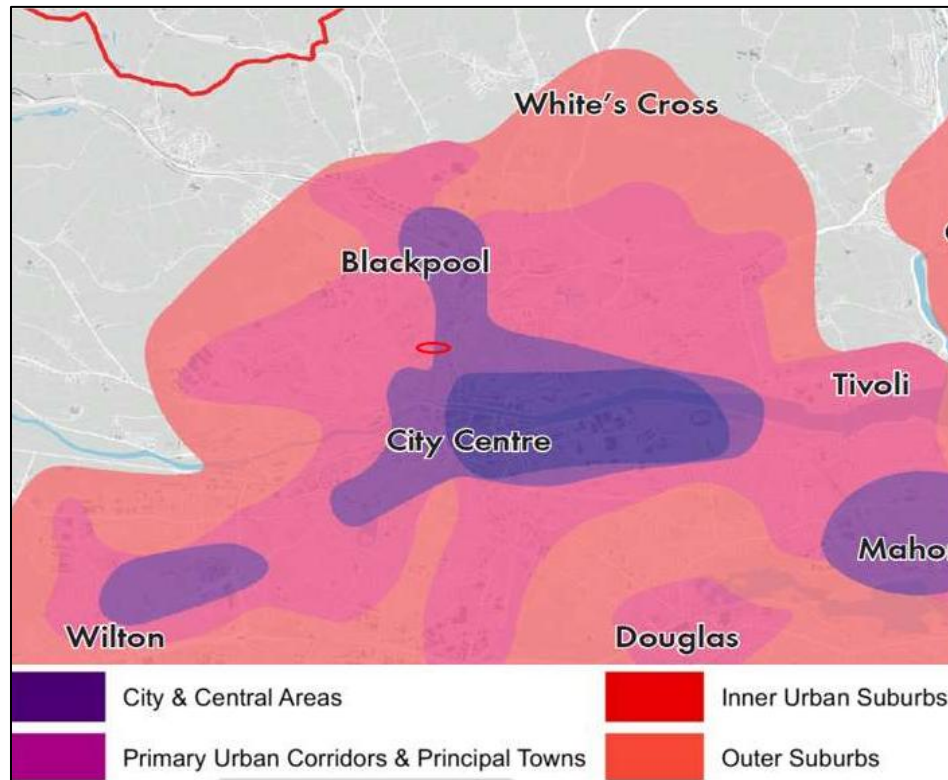 White's Cross
Blackpool
Tivoli
City Centre
Wilton
Douglas
City & Central Areas
Inner Urban Suburbs
Primary Urban Corridors & Principal Towns
Outer Suburbs